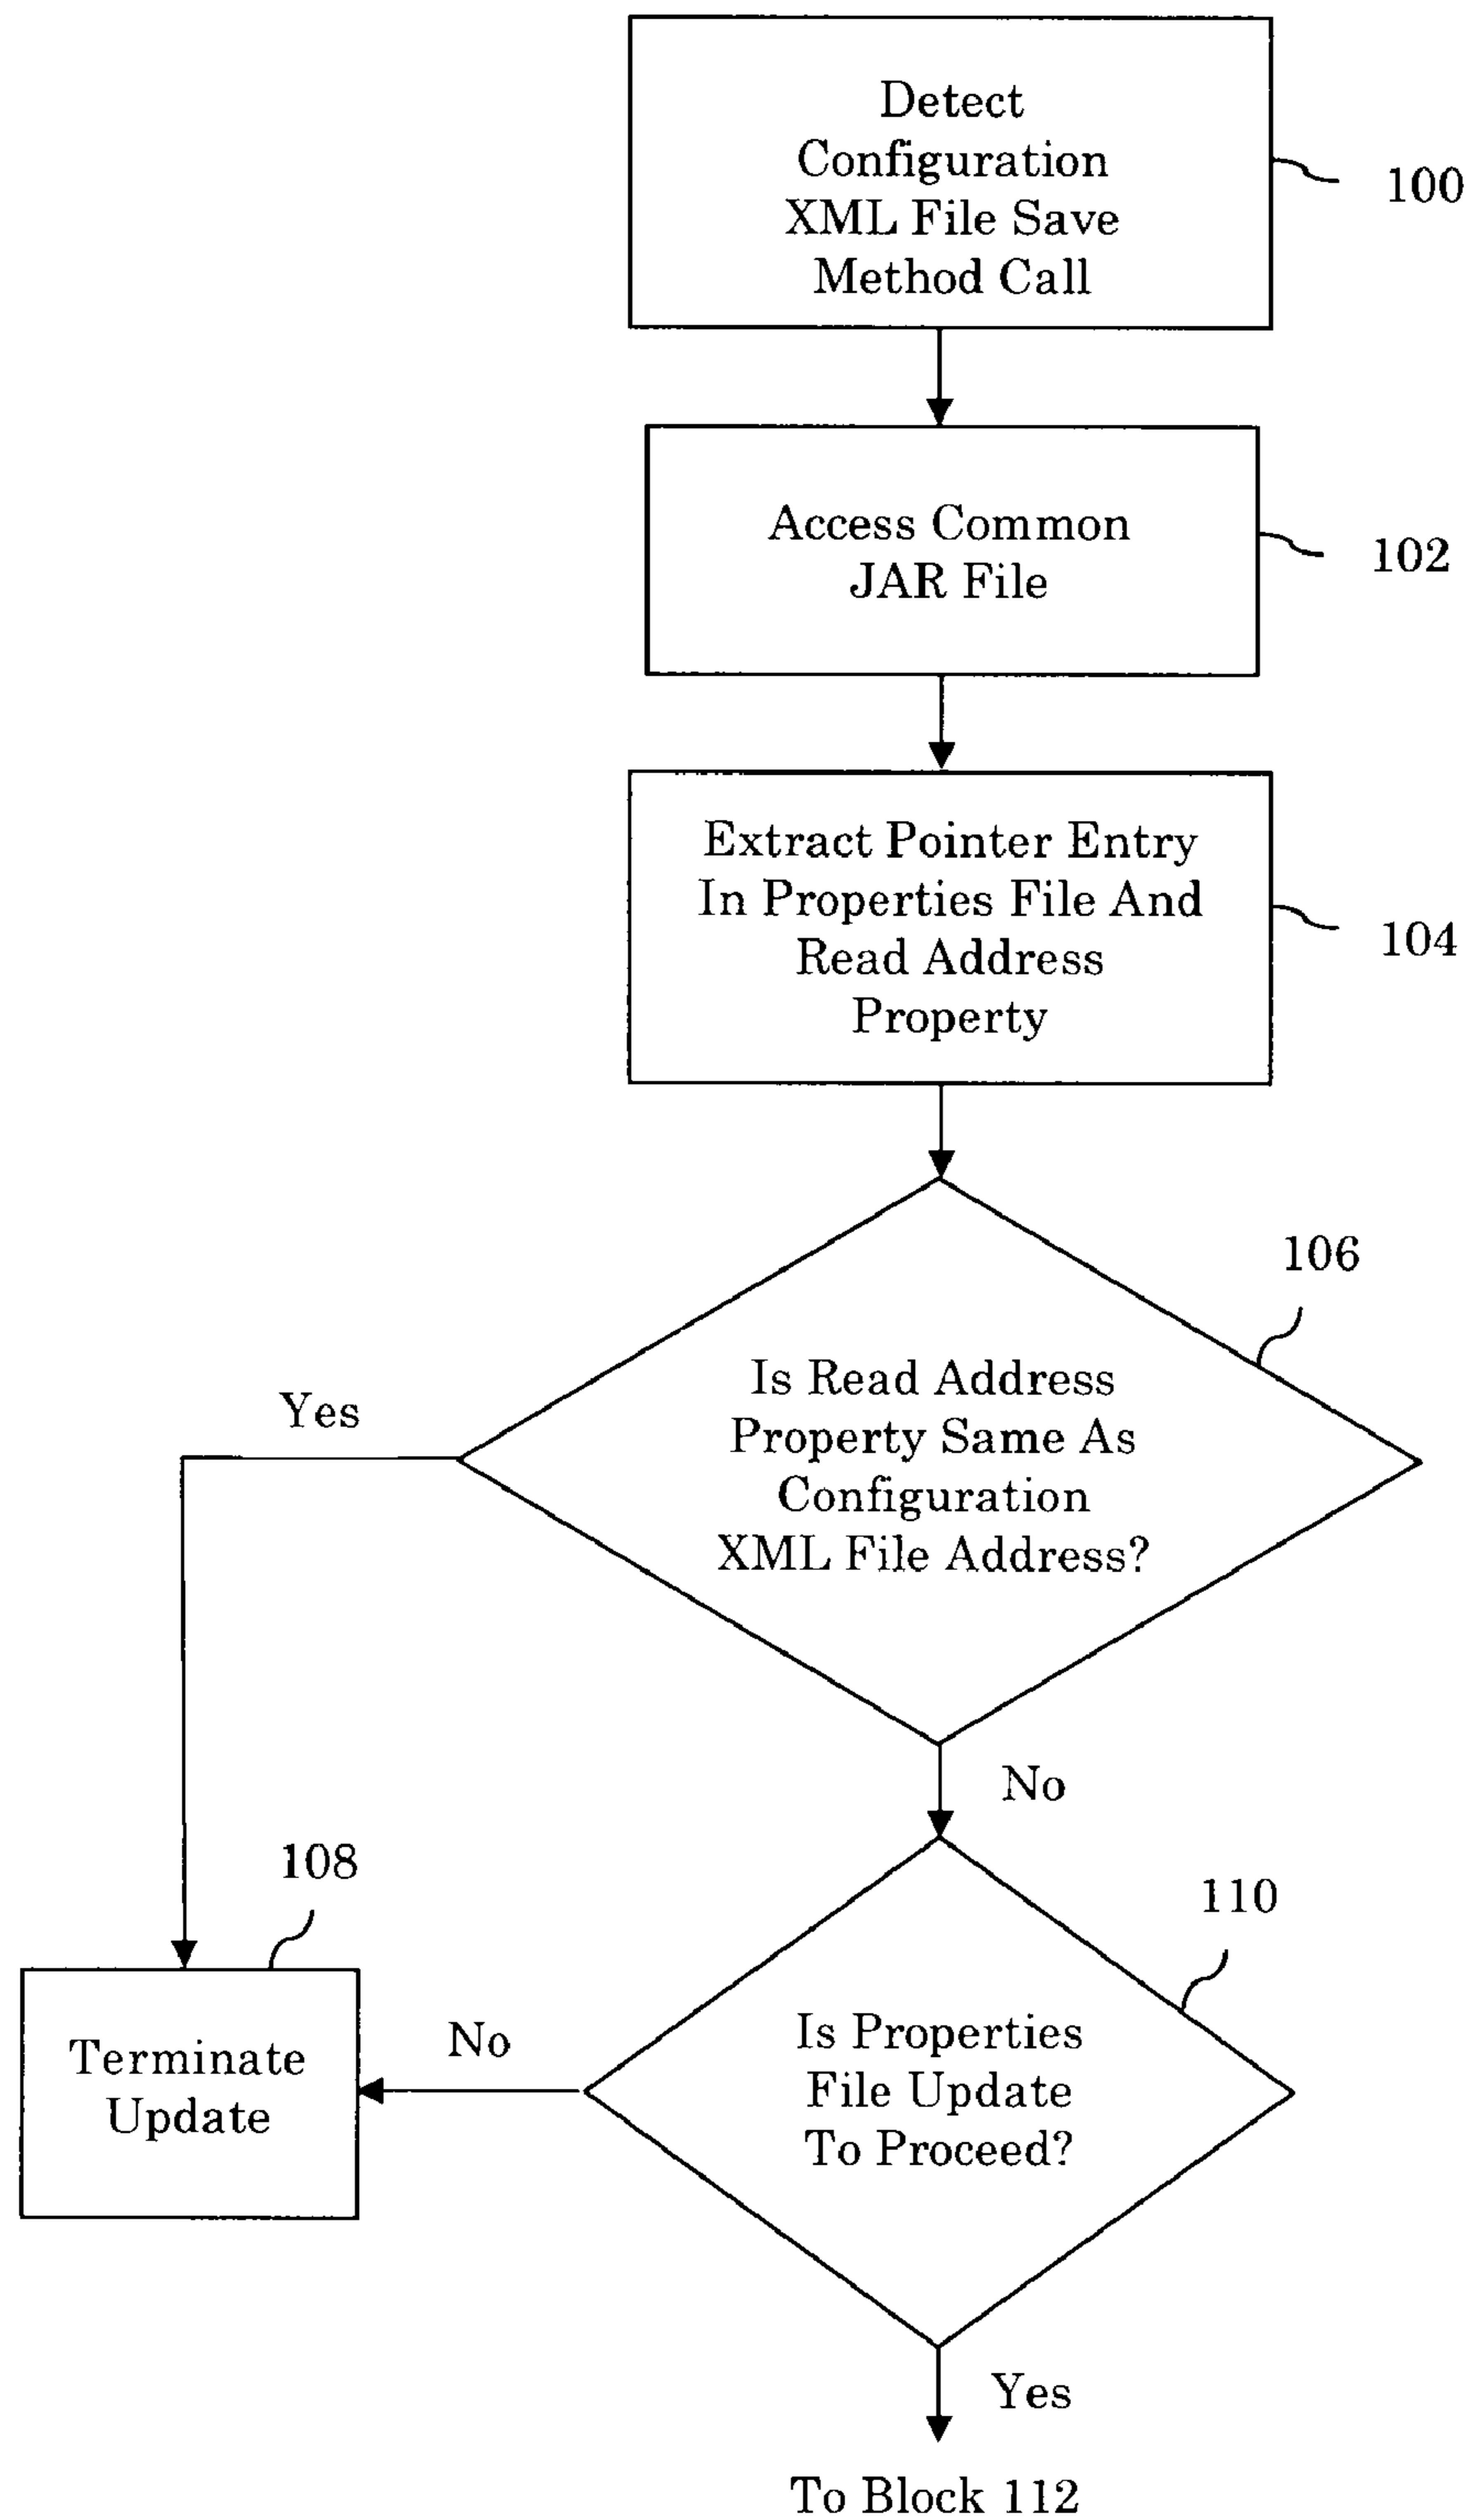 Detect
Configuration
XML File Save
Method Call
100
Access Common
JAR File
102
Extract Pointer Entry
In Properties File And
Read Address
Property
104
106
Is Read Address
Property Same As
Configuration
XML File Address?
Yes
No
108
110
Terminate
Update
No
Is Properties
File Update
To Proceed?
Yes
To Block 112